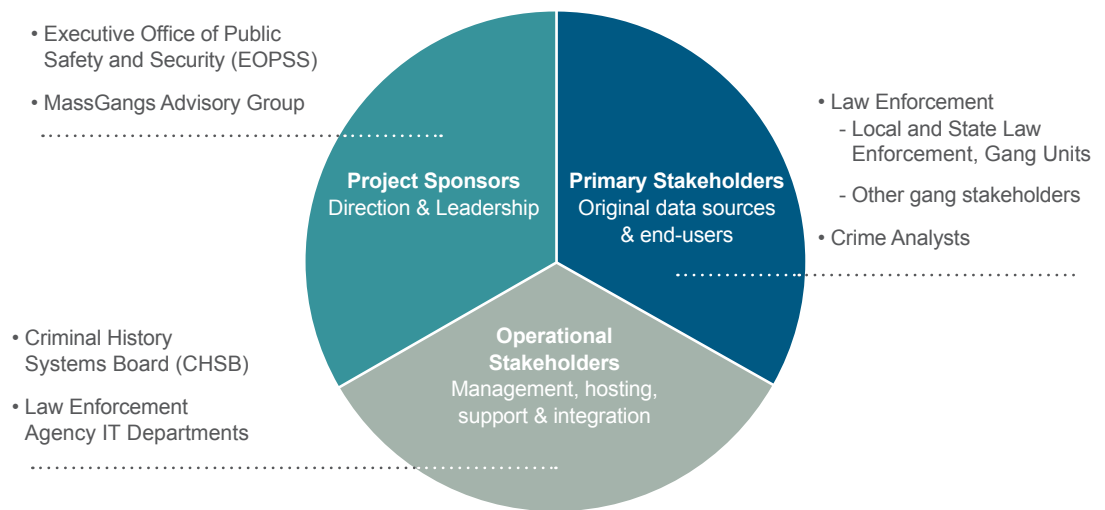 • Executive Office of Public
Safety and Security (EOPSS)
• MassGangs Advisory Group
Project Sponsors
Direction & Leadership
Primary Stakeholders
Original data sources
& end-users
• Law Enforcement
- Local and State Law
Enforcement, Gang Units
- Other gang stakeholders
• Crime Analysts
• Criminal History
Systems Board (CHSB)
• Law Enforcement
Agency IT Departments
Operational
Stakeholders
Management, hosting,
support & integration